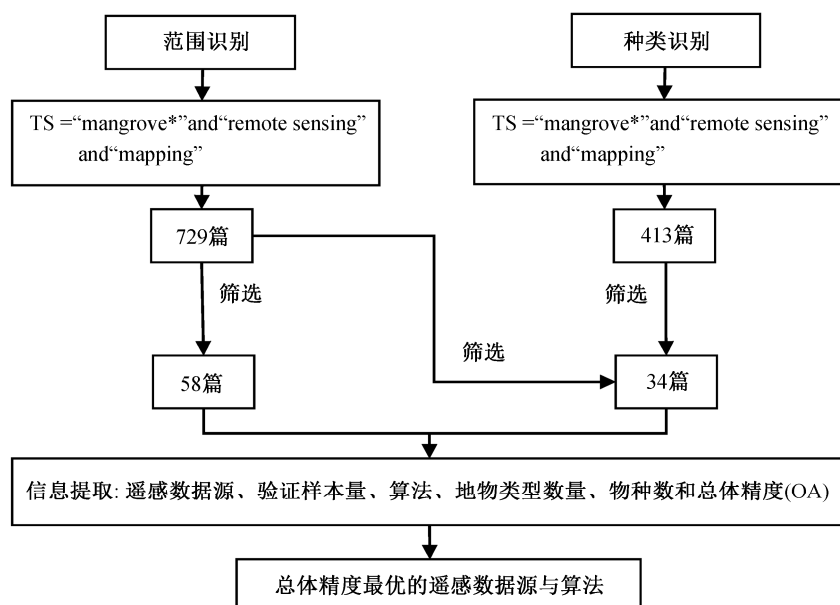 范围识别
种类识别
TS =“mangrove*”and“remote sensing”
and“mapping”
TS =“mangrove*”and“remote sensing”
and“mapping”
729篇
413篇
筛选
筛选
筛选
58篇
34篇
信息提取: 遥感数据源、验证样本量、算法、地物类型数量、物种数和总体精度(OA)
总体精度最优的遥感数据源与算法